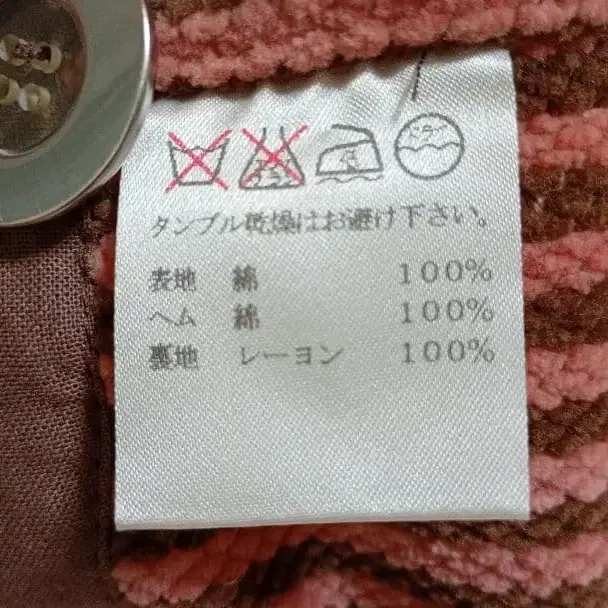 タンブル乾燥はお避け下さい。
表地 綿 100%
ヘム 綿 100%
裏地 レーヨン 100%